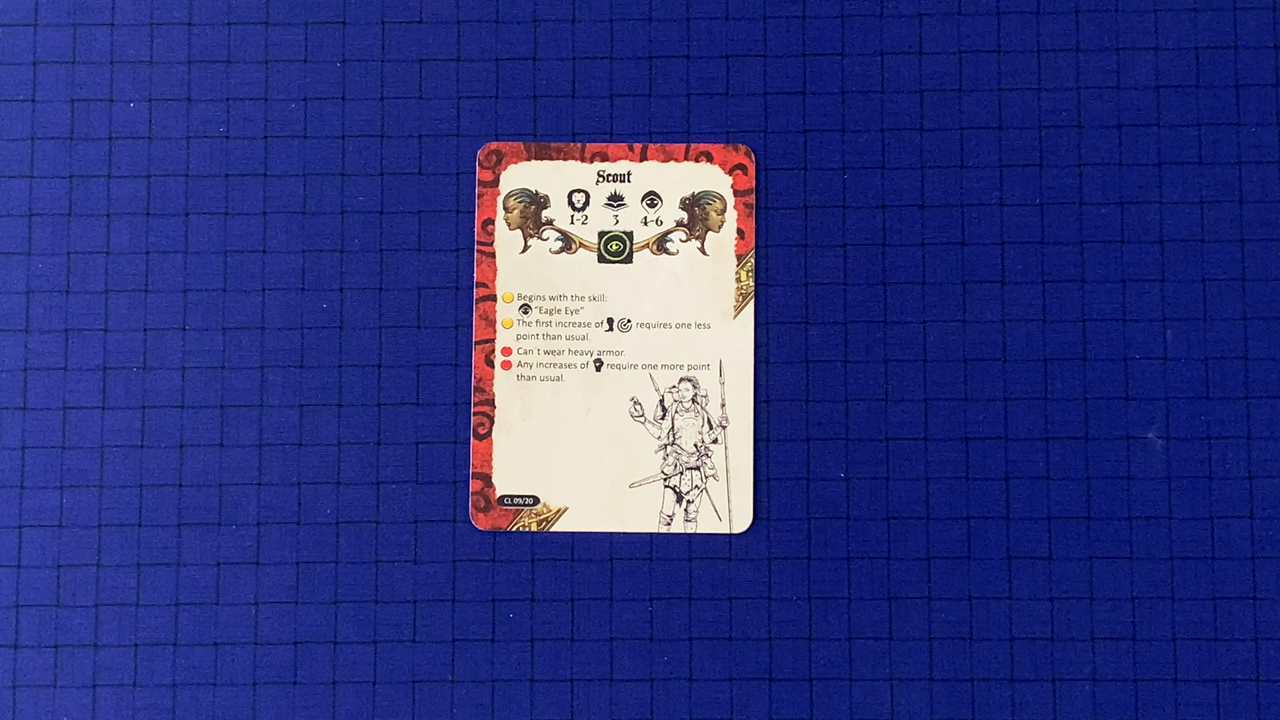 Scout
1-2 3 4-6
Begins with the skill:
"Eagle Eye"
The first increase of requires one less
point than usual.
Can't wear heavy armor.
Any increases of require one more point
than usual.
CL 09/20